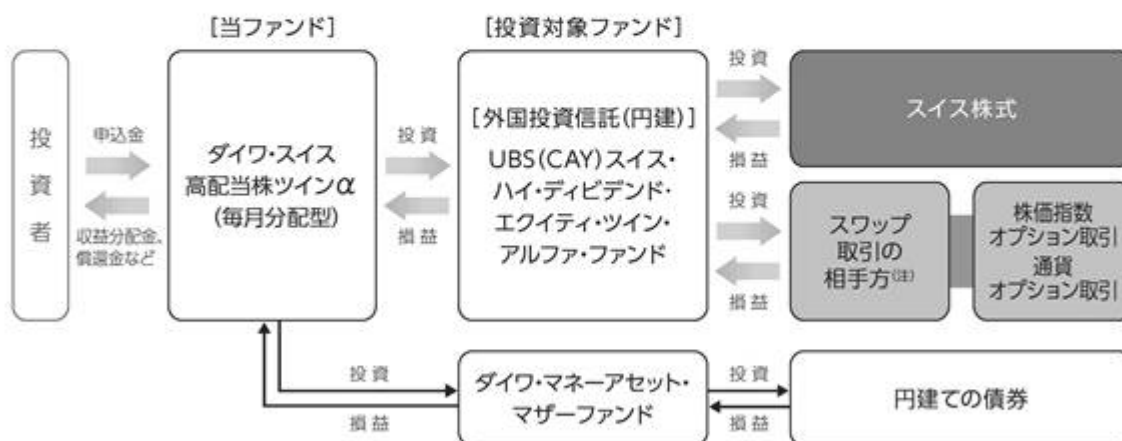 [当ファンド]
[投資対象ファンド]
投資者
申込金
収益分配金、
償還金など
ダイワ・スイス
高配当株ツインα
(毎月分配型)
投資
損益
[外国投資信託(円建)]
UBS(CAY)スイス・
ハイ・ディビデンド・
エクイティ・ツイン・
アルファ・ファンド
投資
損益
スイス株式
投資
損益
スワップ
取引の
相手方(注)
株価指数
オプション取引
通貨
オプション取引
投資
損益
ダイワ・マネーアセット・
マザーファンド
投資
損益
円建ての債券